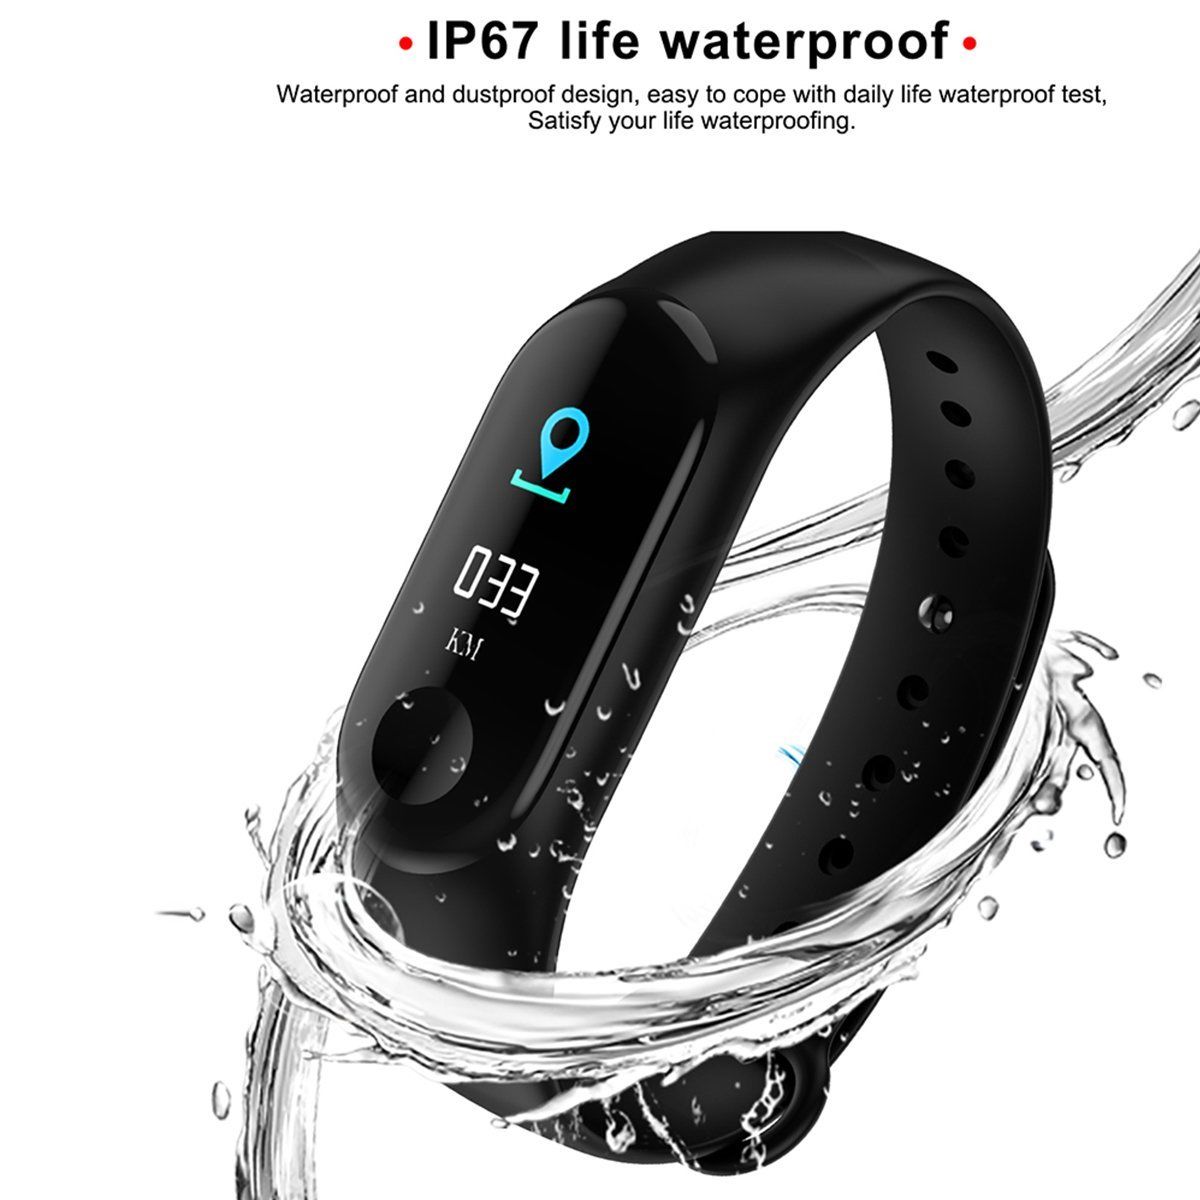 IP67 life waterproof
Waterproof and dustproof design, easy to cope with daily life waterproof test,
Satisfy your life waterproofing.
033
KM